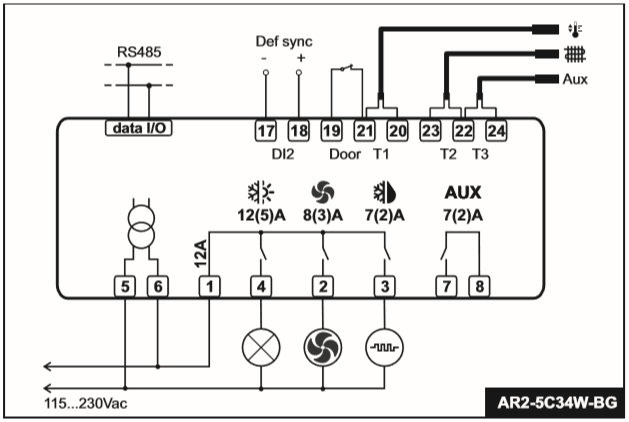 RS485
Def sync
- +
Aux
data I/O
17 18 19 21 20 23 22 24
DI2 Door T1 T2 T3
AUX
12(5)A 8(3)A 7(2)A 7(2)A
12A
5 6 1 4 2 3 7 8
115...230Vac
AR2-5C34W-BG